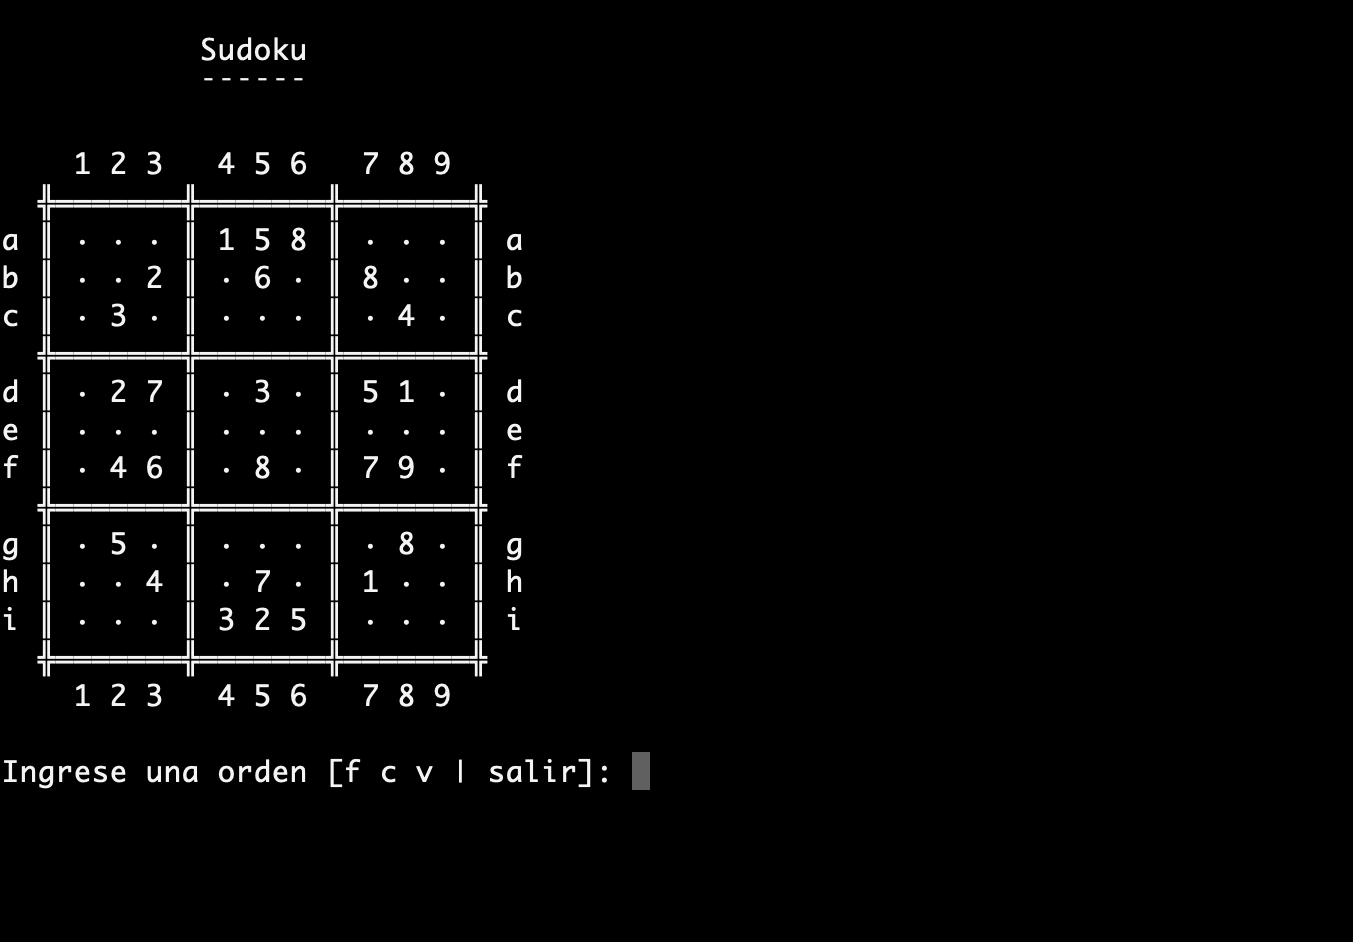 Sudoku
------
1 2 3 4 5 6 7 8 9
a ║ · · · ║ 1 5 8 ║ · · · ║ a
b ║ · · 2 ║ · 6 · ║ 8 · · ║ b
c ║ · 3 · ║ · · · ║ · 4 · ║ c
d ║ · 2 7 ║ · 3 · ║ 5 1 · ║ d
e ║ · · · ║ · · · ║ · · · ║ e
f ║ · 4 6 ║ · 8 · ║ 7 9 · ║ f
g ║ · 5 · ║ · · · ║ · 8 · ║ g
h ║ · · 4 ║ · 7 · ║ 1 · · ║ h
i ║ · · · ║ 3 2 5 ║ · · · ║ i
1 2 3 4 5 6 7 8 9
Ingrese una orden [f c v | salir]: